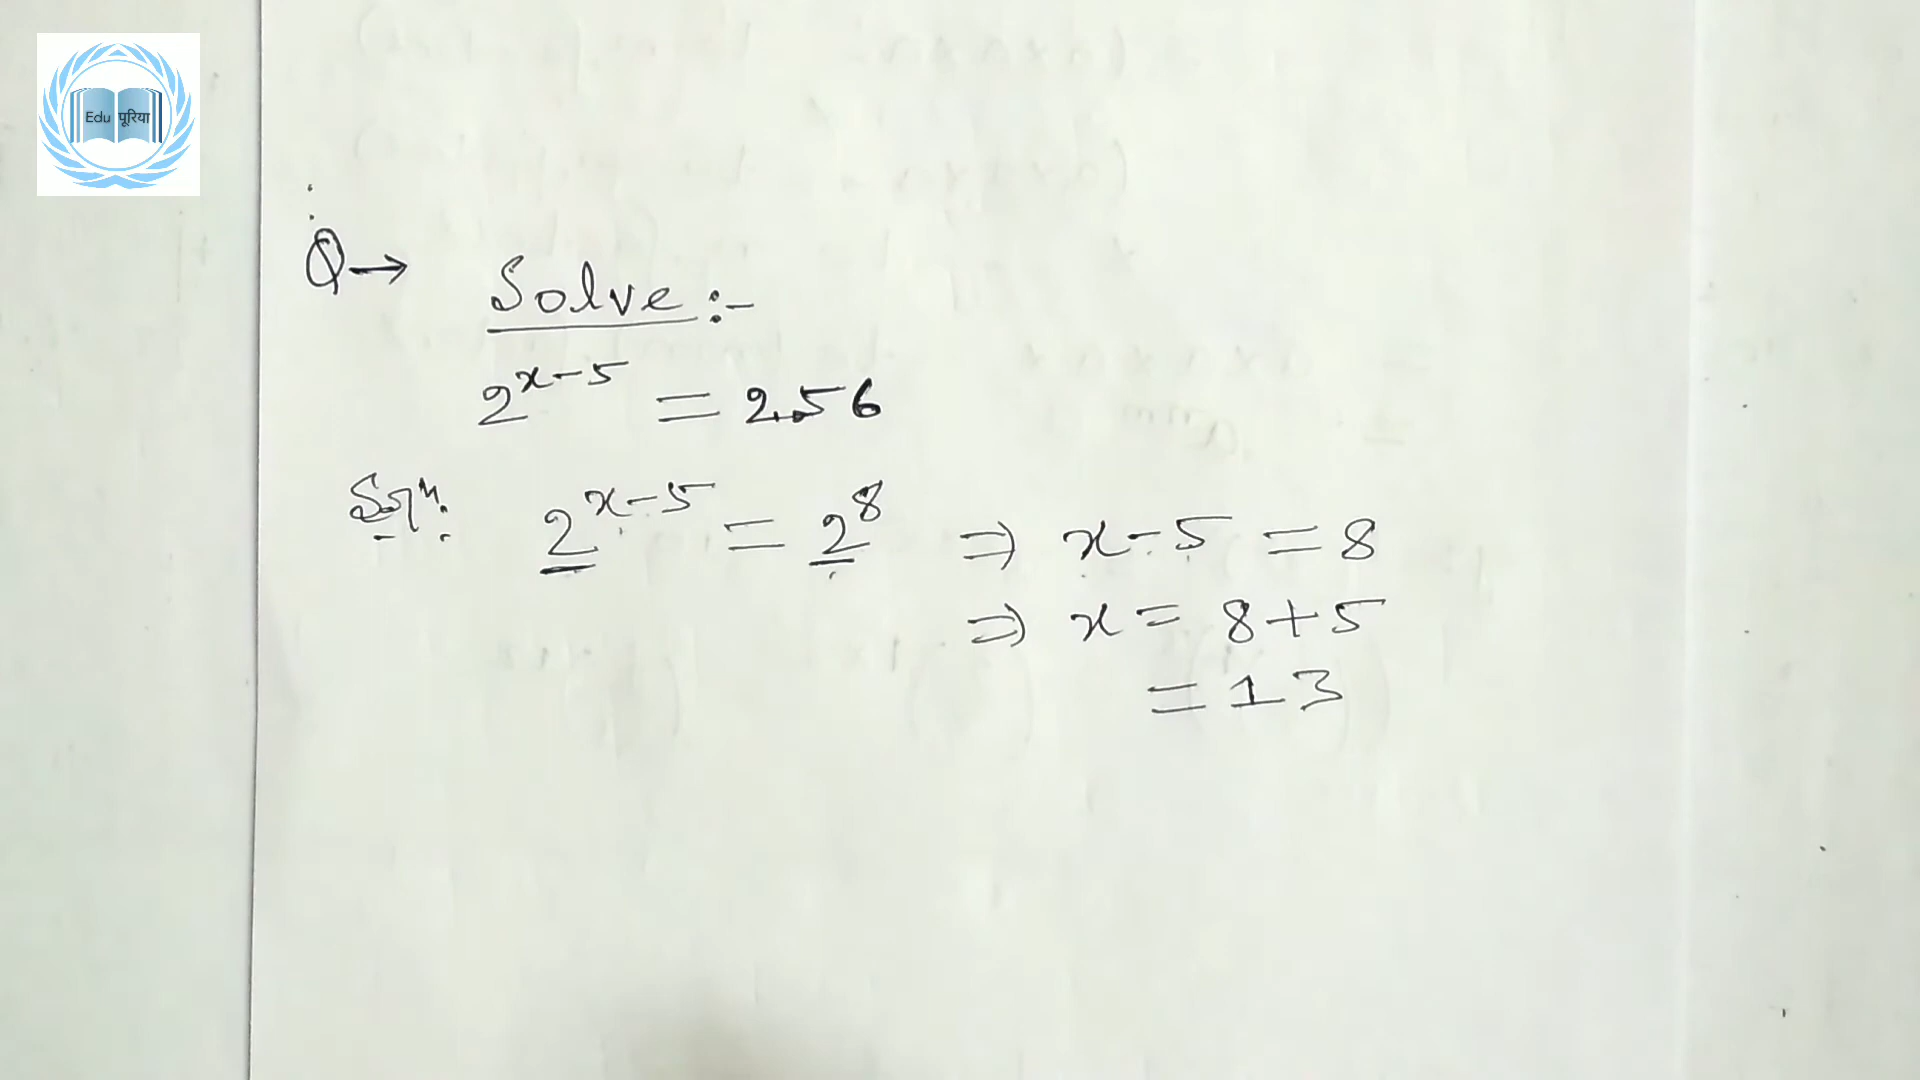 Edu पूरिया
Q→ Solve:-
2^{x-5} = 256
Solⁿ: 2^{x-5} = 2^8 ⇒ x-5 = 8
⇒ x = 8+5
= 13